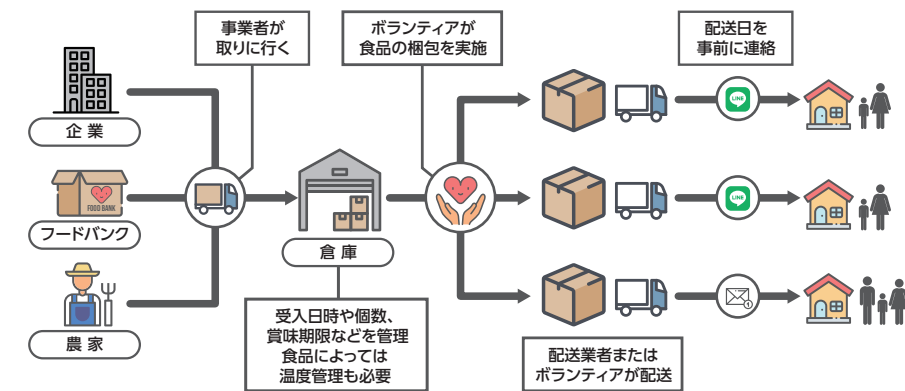 事業者が
取りに行く
ボランティアが
食品の梱包を実施
配送日を
事前に連絡
企業
FOOD BANK
フードバンク
農家
倉庫
受入日時や個数、
賞味期限などを管理
食品によっては
温度管理も必要
LINE
LINE
配送業者または
ボランティアが配送